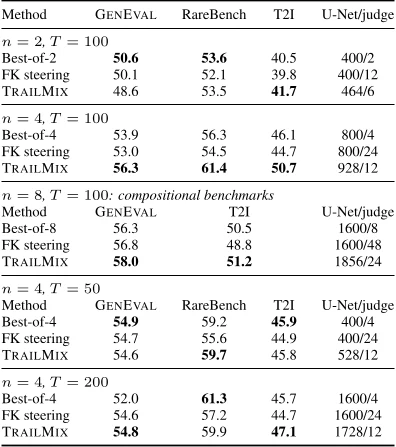 Method GENEVAL RareBench T2I U-Net/judge
n = 2, T = 100
Best-of-2 50.6 53.6 40.5 400/2
FK steering 50.1 52.1 39.8 400/12
TRAILMIX 48.6 53.5 41.7 464/6
n = 4, T = 100
Best-of-4 53.9 56.3 46.1 800/4
FK steering 53.0 54.5 44.7 800/24
TRAILMIX 56.3 61.4 50.7 928/12
n = 8, T = 100: compositional benchmarks
Method GENEVAL T2I U-Net/judge
Best-of-8 56.3 50.5 1600/8
FK steering 56.8 48.8 1600/48
TRAILMIX 58.0 51.2 1856/24
n = 4, T = 50
Method GENEVAL RareBench T2I U-Net/judge
Best-of-4 54.9 59.2 45.9 400/4
FK steering 54.7 55.6 44.9 400/24
TRAILMIX 54.6 59.7 45.8 528/12
n = 4, T = 200
Best-of-4 52.0 61.3 45.7 1600/4
FK steering 54.6 57.2 44.7 1600/24
TRAILMIX 54.8 59.9 47.1 1728/12